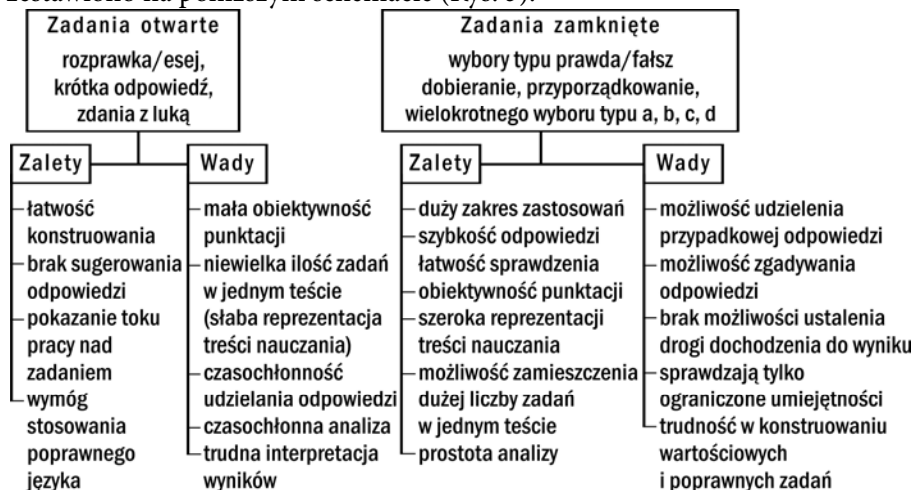 zestawiono na poniższym schemacie (Rys. 5).
Zadania otwarte
rozprawka/esej,
krótka odpowiedź,
zdania z luką
Zalety
łatwość
konstruowania
brak sugerowania
odpowiedzi
pokazanie toku
pracy nad
zadaniem
wymóg
stosowania
poprawnego
języka
Wady
mała obiektywność
punktacji
niewielka ilość zadań
w jednym teście
(słaba reprezentacja
treści nauczania)
czasochłonność
udzielania odpowiedzi
czasochłonna analiza
trudna interpretacja
wyników
Zadania zamknięte
wybory typu prawda/fałsz
dobieranie, przyporządkowanie,
wielokrotnego wyboru typu a, b, c, d
Zalety
duży zakres zastosowań
szybkość odpowiedzi
łatwość sprawdzenia
obiektywność punktacji
szeroka reprezentacji
treści nauczania
możliwość zamieszczenia
dużej liczby zadań
w jednym teście
prostota analizy
Wady
możliwość udzielenia
przypadkowej odpowiedzi
możliwość zgadywania
odpowiedzi
brak możliwości ustalenia
drogi dochodzenia do wyniku
sprawdzają tylko
ograniczone umiejętności
trudność w konstruowaniu
wartościowych
i poprawnych zadań